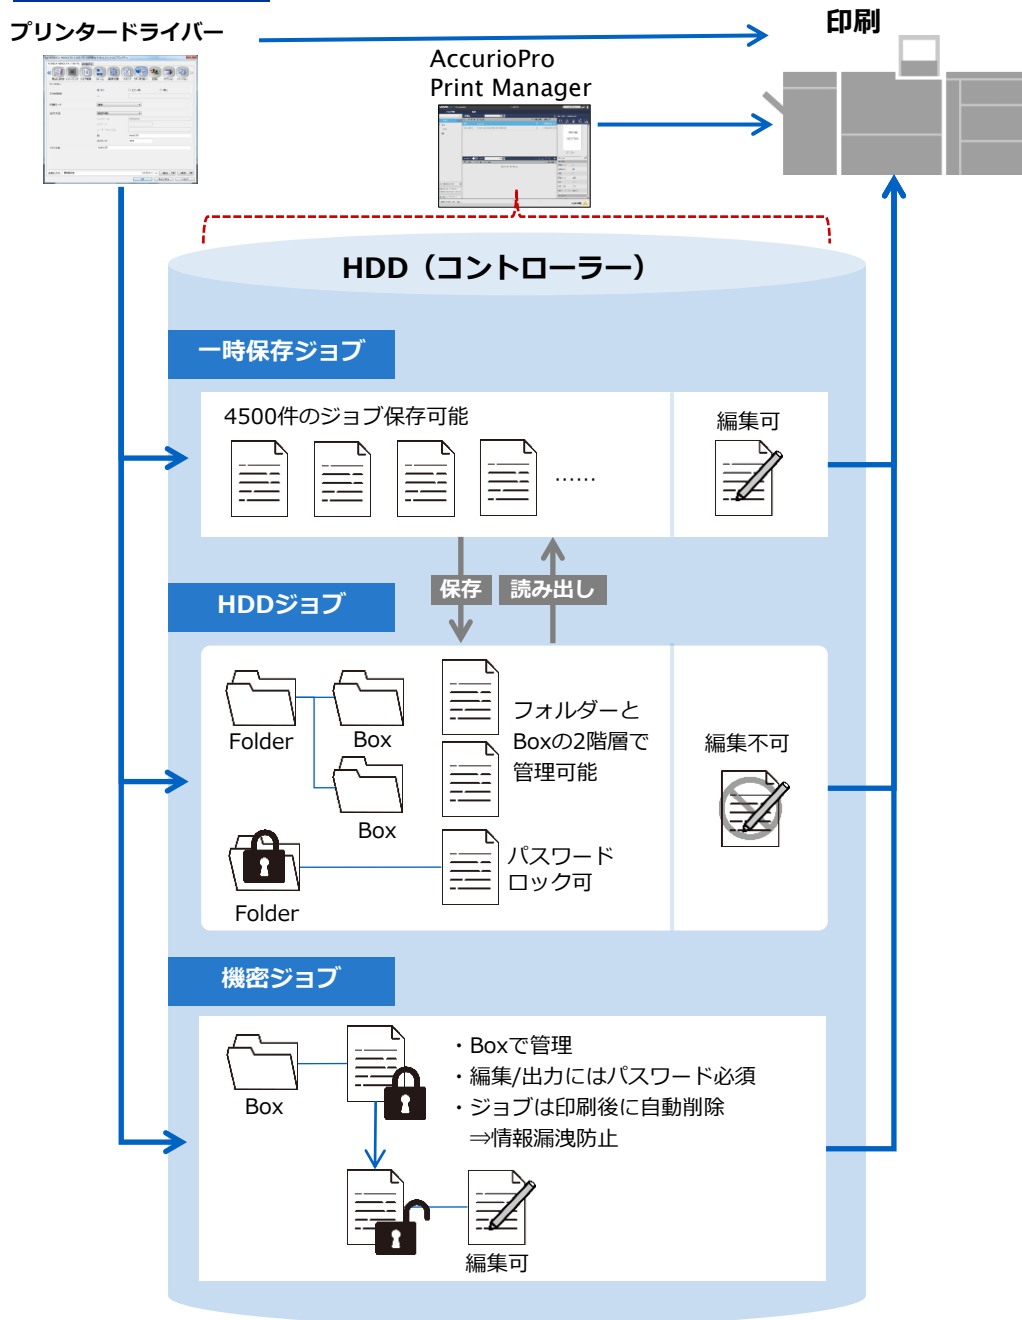 プリンタードライバー
印刷
AccurioPro
Print Manager
HDD（コントローラー）
一時保存ジョブ
4500件のジョブ保存可能
編集可
……
保存
読み出し
HDDジョブ
Folder
Box
フォルダーと
Boxの2階層で
管理可能
編集不可
Box
パスワード
ロック可
Folder
機密ジョブ
Box
・Boxで管理
・編集/出力にはパスワード必須
・ジョブは印刷後に自動削除
⇒情報漏洩防止
編集可